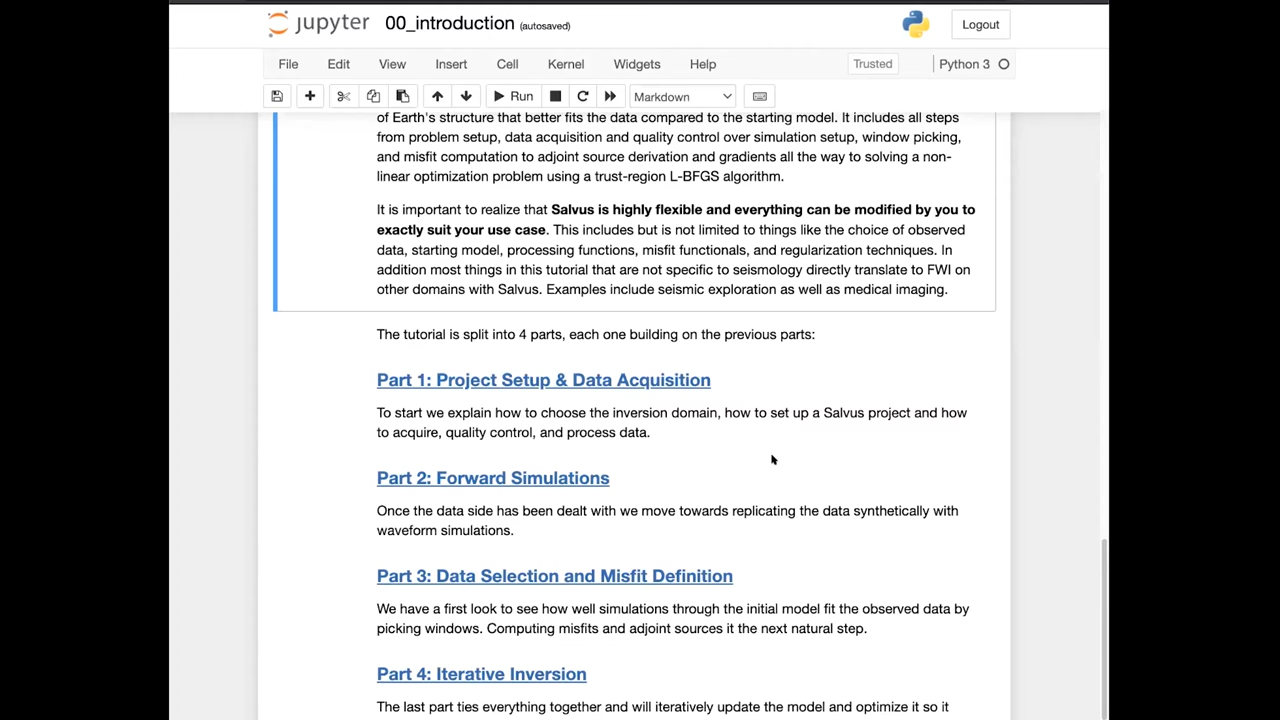 jupyter 00_introduction (autosaved) Logout
File Edit View Insert Cell Kernel Widgets Help Trusted Python 3
Run Markdown
of Earth's structure that better fits the data compared to the starting model. It includes all steps
from problem setup, data acquisition and quality control over simulation setup, window picking,
and misfit computation to adjoint source derivation and gradients all the way to solving a non-
linear optimization problem using a trust-region L-BFGS algorithm.
It is important to realize that Salvus is highly flexible and everything can be modified by you to
exactly suit your use case. This includes but is not limited to things like the choice of observed
data, starting model, processing functions, misfit functionals, and regularization techniques. In
addition most things in this tutorial that are not specific to seismology directly translate to FWI on
other domains with Salvus. Examples include seismic exploration as well as medical imaging.
The tutorial is split into 4 parts, each one building on the previous parts:
Part 1: Project Setup & Data Acquisition
To start we explain how to choose the inversion domain, how to set up a Salvus project and how
to acquire, quality control, and process data.
Part 2: Forward Simulations
Once the data side has been dealt with we move towards replicating the data synthetically with
waveform simulations.
Part 3: Data Selection and Misfit Definition
We have a first look to see how well simulations through the initial model fit the observed data by
picking windows. Computing misfits and adjoint sources it the next natural step.
Part 4: Iterative Inversion
The last part ties everything together and will iteratively update the model and optimize it so it